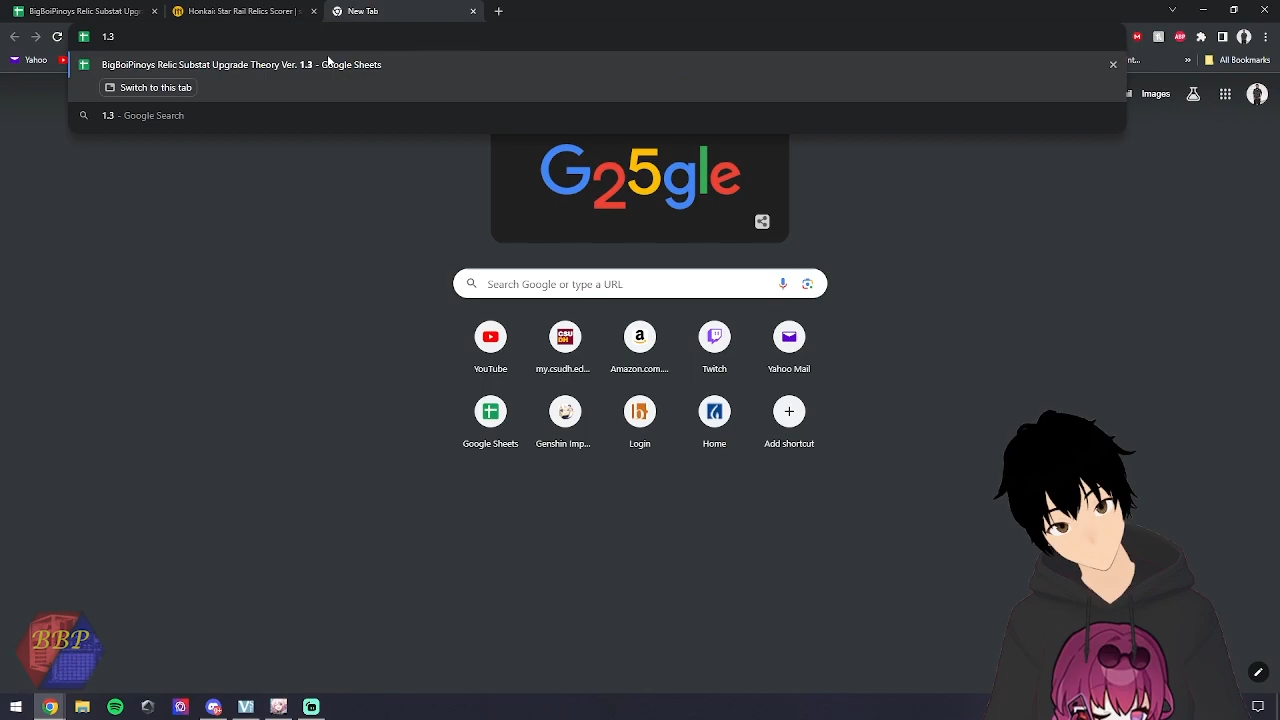 BigBoiPinoys Relic Substat Upgr
Honkai Star Rail Relics Scorer |
New Tab
1.3
Yahoo
BigBoiPinoys Relic Substat Upgrade Theory Ver. 1.3 - Google Sheets
Switch to this tab
1.3 - Google Search
All Bookmarks
Images
G25gle
Search Google or type a URL
YouTube
my.csudh.ed...
Amazon.com....
Twitch
Yahoo Mail
Google Sheets
Genshin Imp...
Login
Home
Add shortcut
BBP